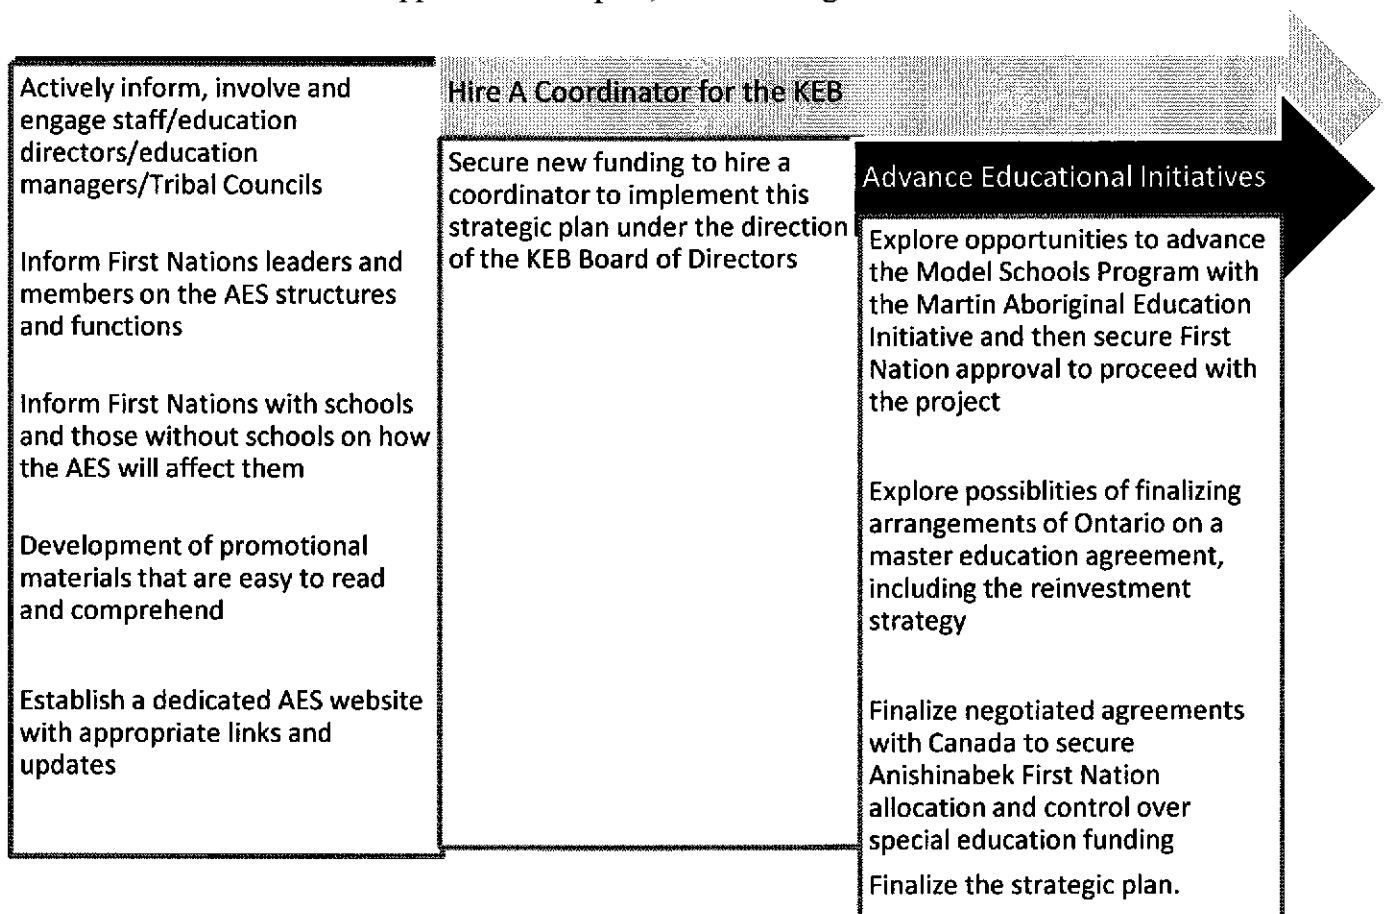 Actively inform, involve and
engage staff/education
directors/education
managers/Tribal Councils
Inform First Nations leaders and
members on the AES structures
and functions
Inform First Nations with schools
and those without schools on how
the AES will affect them
Development of promotional
materials that are easy to read
and comprehend
Establish a dedicated AES website
with appropriate links and
updates
Hire A Coordinator for the KEB
Secure new funding to hire a
coordinator to implement this
strategic plan under the direction
of the KEB Board of Directors
Advance Educational Initiatives
Explore opportunities to advance
the Model Schools Program with
the Martin Aboriginal Education
Initiative and then secure First
Nation approval to proceed with
the project
Explore possiblities of finalizing
arrangements of Ontario on a
master education agreement,
including the reinvestment
strategy
Finalize negotiated agreements
with Canada to secure
Anishinabek First Nation
allocation and control over
special education funding
Finalize the strategic plan.